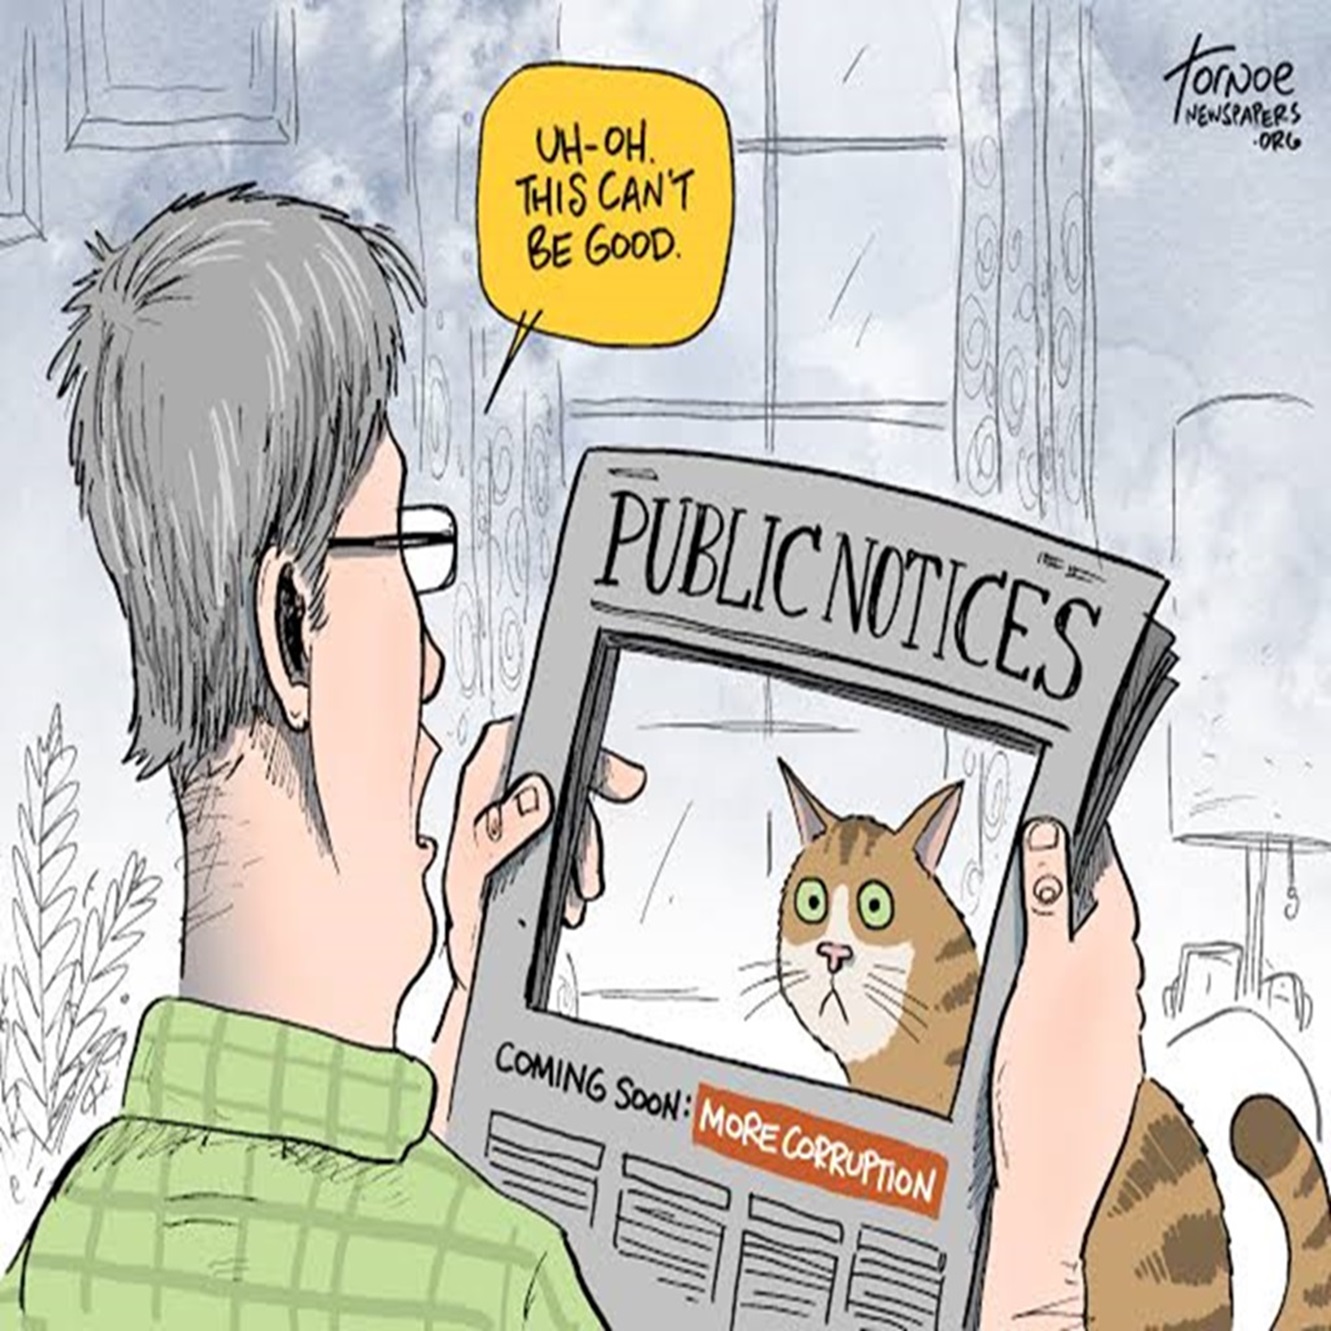 TORNOE
NEWSPAPERS
.ORG
UH-OH.
THIS CAN'T
BE GOOD.
PUBLIC NOTICES
COMING SOON: MORE CORRUPTION